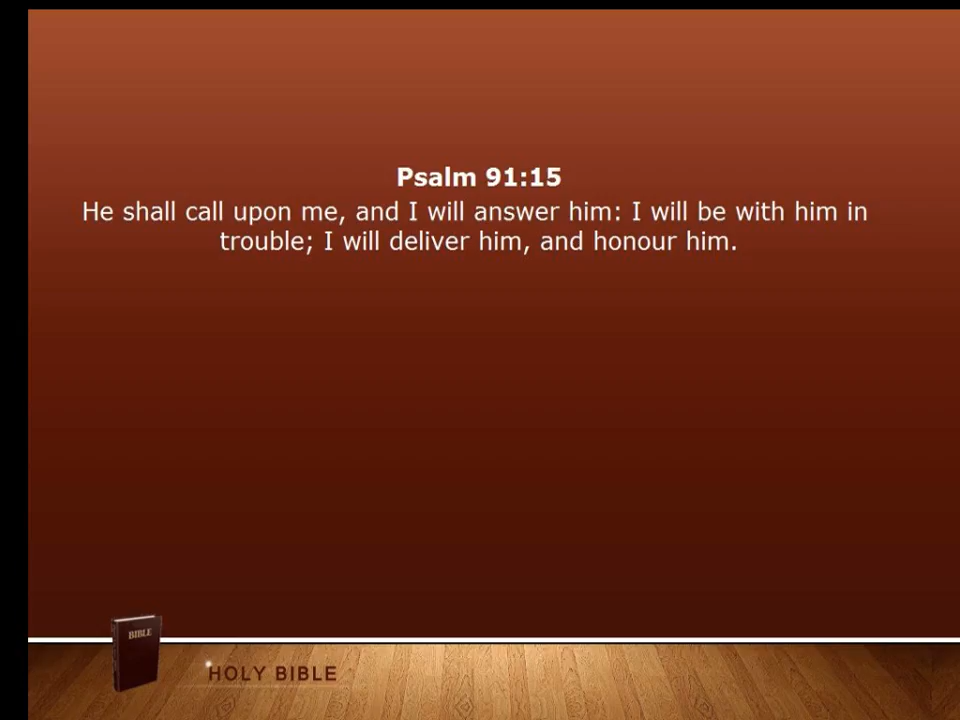 Psalm 91:15
He shall call upon me, and I will answer him: I will be with him in
trouble; I will deliver him, and honour him.
BIBLE
HOLY BIBLE